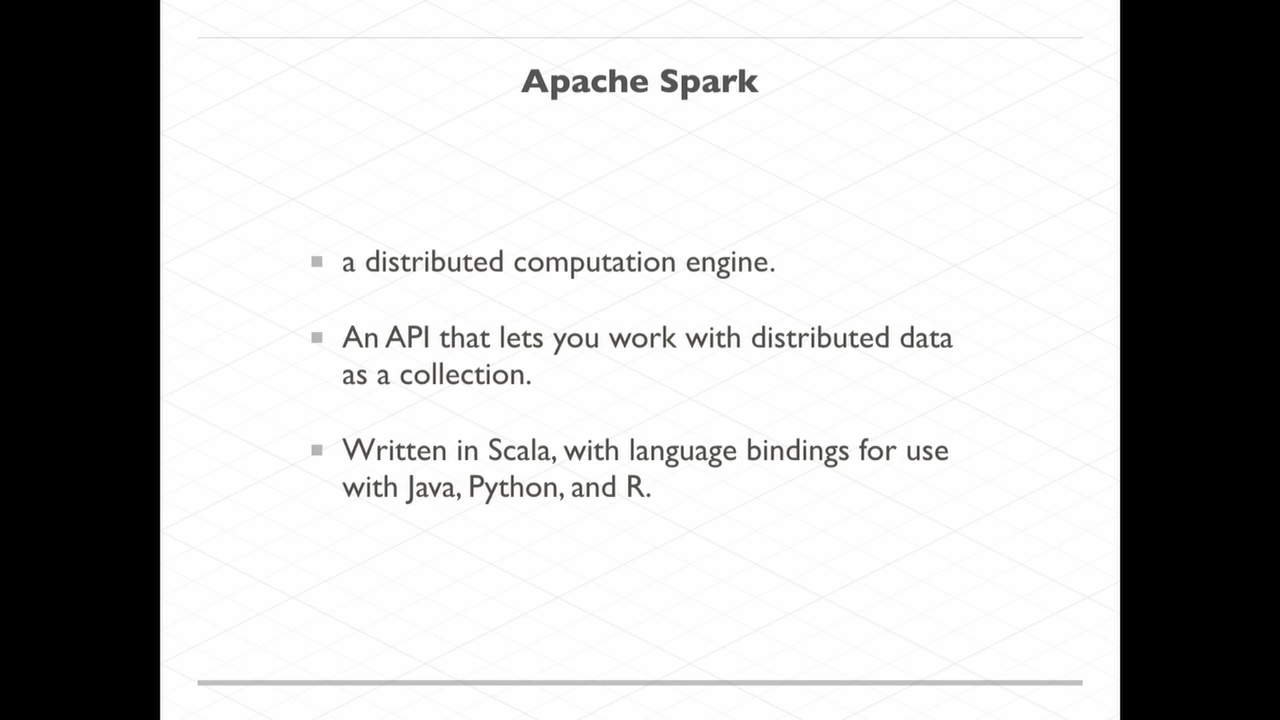 Apache Spark
a distributed computation engine.
An API that lets you work with distributed data
as a collection.
Written in Scala, with language bindings for use
with Java, Python, and R.